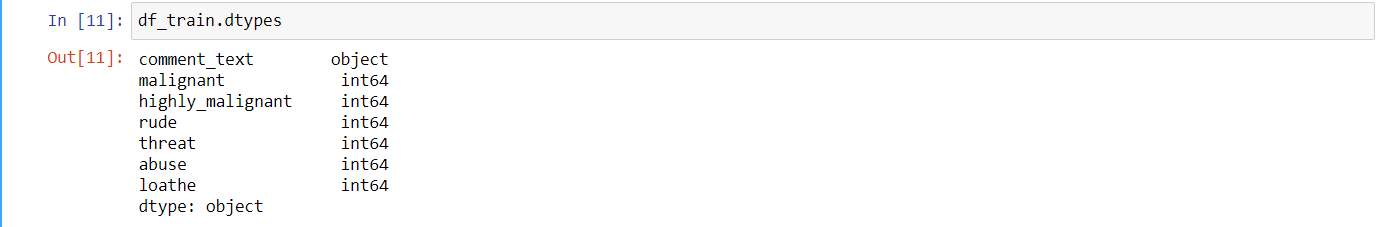 In [11]: df_train.dtypes
Out[11]: comment_text object
malignant int64
highly_malignant int64
rude int64
threat int64
abuse int64
loathe int64
dtype: object